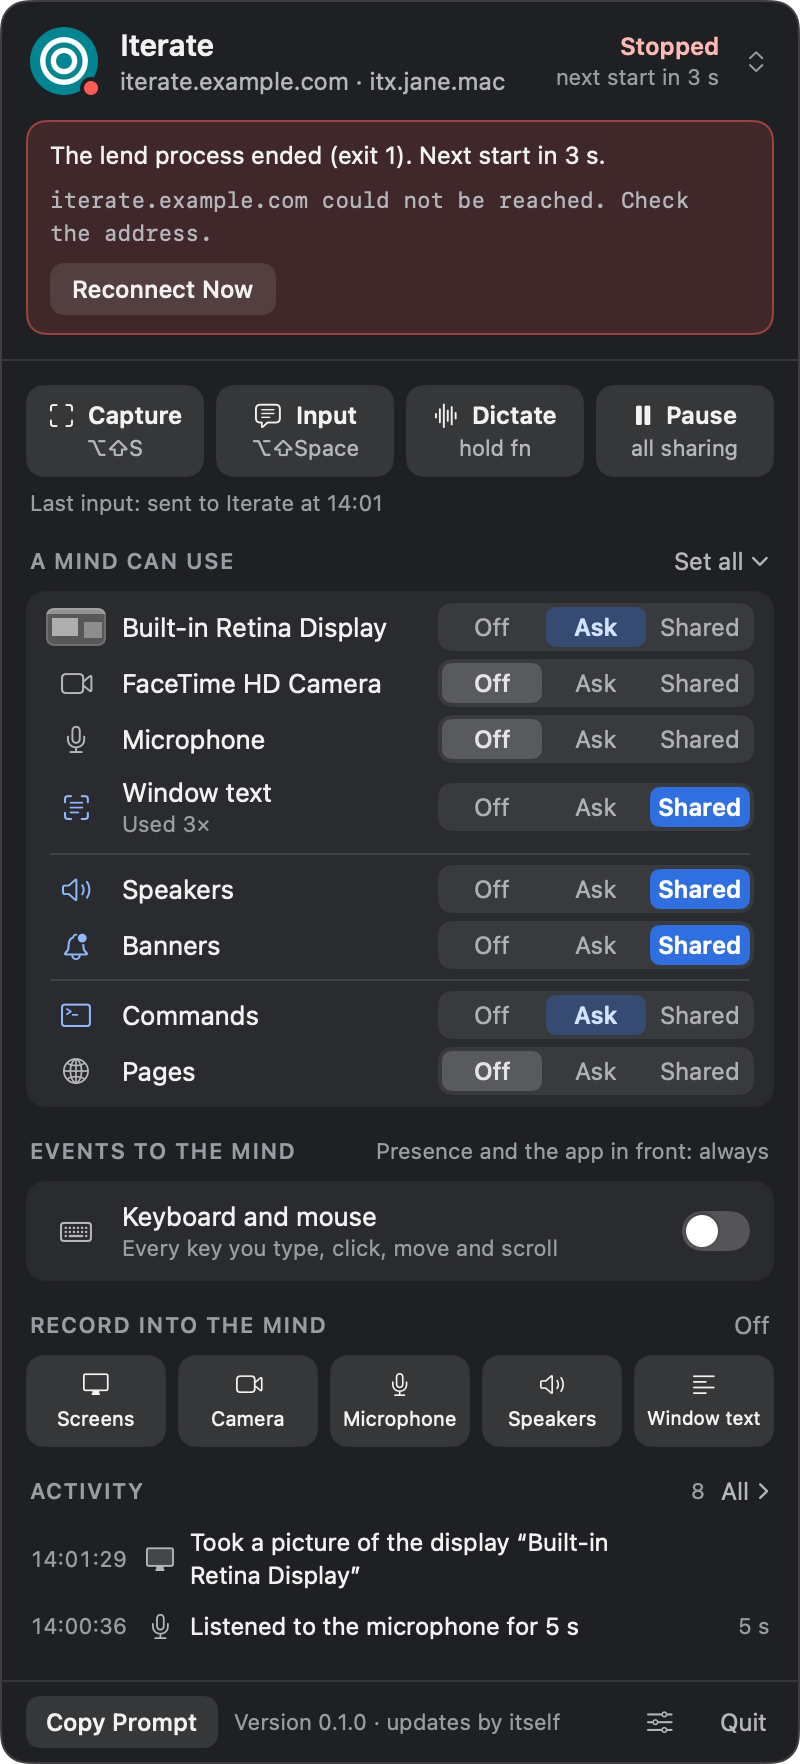 Iterate
iterate.example.com · itx.jane.mac
Stopped
next start in 3 s
The lend process ended (exit 1). Next start in 3 s.
iterate.example.com could not be reached. Check
the address.
Reconnect Now
Capture
⌥⇧S
Input
⌥⇧Space
Dictate
hold fn
Pause
all sharing
Last input: sent to Iterate at 14:01
A MIND CAN USE
Set all
Built-in Retina Display
Off Ask Shared
FaceTime HD Camera
Off Ask Shared
Microphone
Off Ask Shared
Window text
Used 3×
Off Ask Shared
Speakers
Off Ask Shared
Banners
Off Ask Shared
Commands
Off Ask Shared
Pages
Off Ask Shared
EVENTS TO THE MIND
Presence and the app in front: always
Keyboard and mouse
Every key you type, click, move and scroll
RECORD INTO THE MIND
Off
Screens
Camera
Microphone
Speakers
Window text
ACTIVITY
8 All
14:01:29
Took a picture of the display “Built-in
Retina Display”
14:00:36
Listened to the microphone for 5 s
5 s
Copy Prompt
Version 0.1.0 · updates by itself
Quit